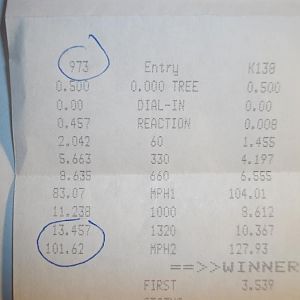 973 Entry K138
0.500 0.000 TREE 0.500
0.00 DIAL-IN 0.00
0.457 REACTION 0.008
2.042 60 1.455
5.663 330 4.197
8.635 660 6.555
83.07 MPH1 104.01
11.238 1000 8.612
13.457 1320 10.367
101.62 MPH2 127.93
==>>WINNER
FIRST 3.539